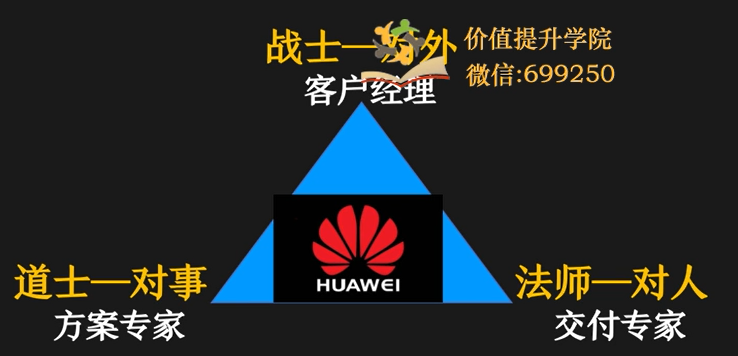 战士—对外
价值提升学院
微信:699250
客户经理
HUAWEI
道士—对事
法师—对人
方案专家
交付专家